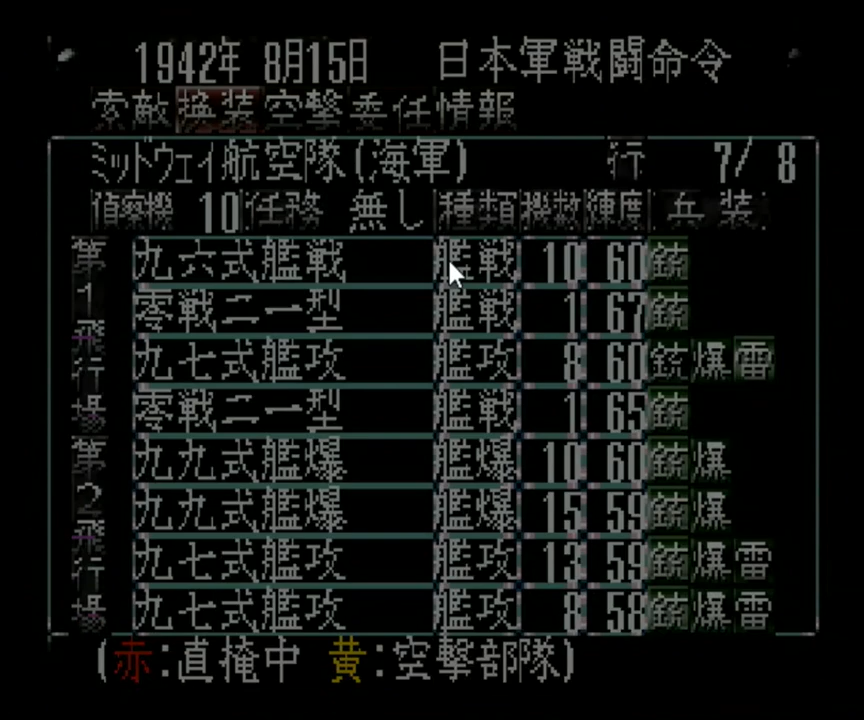 1942年 8月15日 日本軍戦闘命令
索敵 換装 空撃 委任 情報
ミッドウェイ航空隊(海軍) 行 7/ 8
偵察機 10 任務 無し 種類 機数 練度 兵装
第1飛行場
九六式艦戦 艦戦 10 60 銃
零戦二一型 艦戦 1 67 銃
九七式艦攻 艦攻 8 60 銃爆雷
零戦二一型 艦戦 1 65 銃
第2飛行場
九九式艦爆 艦爆 10 60 銃爆
九九式艦爆 艦爆 15 59 銃爆
九七式艦攻 艦攻 13 59 銃爆雷
九七式艦攻 艦攻 8 58 銃爆雷
(赤:直掩中 黄:空撃部隊)